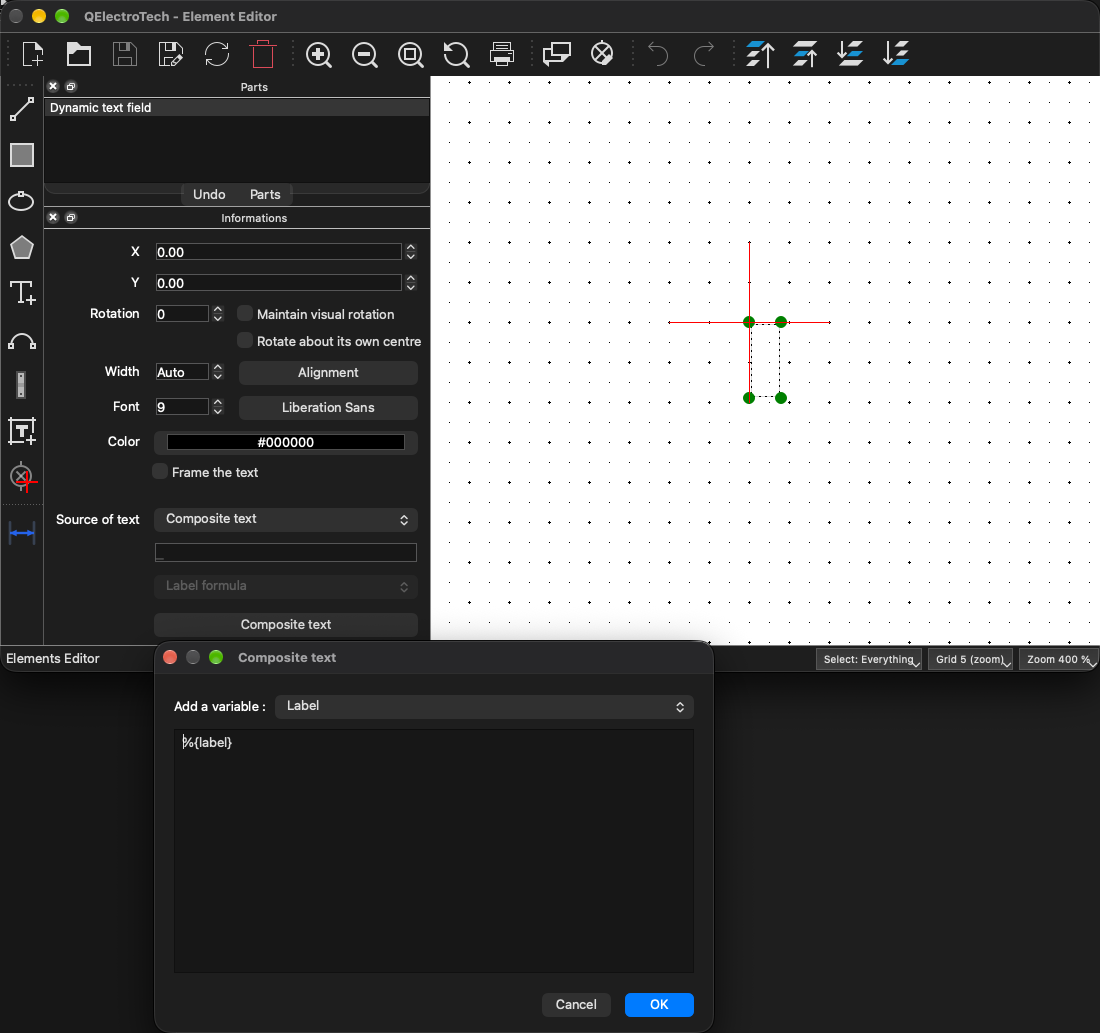 QElectroTech - Element Editor
Parts
Dynamic text field
Undo Parts
Informations
X 0.00
Y 0.00
Rotation 0 Maintain visual rotation
Rotate about its own centre
Width Auto Alignment
Font 9 Liberation Sans
Color #000000
Frame the text
Source of text Composite text
_
Label formula
Composite text
Elements Editor Select: Everything Grid 5 (zoom) Zoom 400 %
Composite text
Add a variable : Label
%{label}
Cancel OK